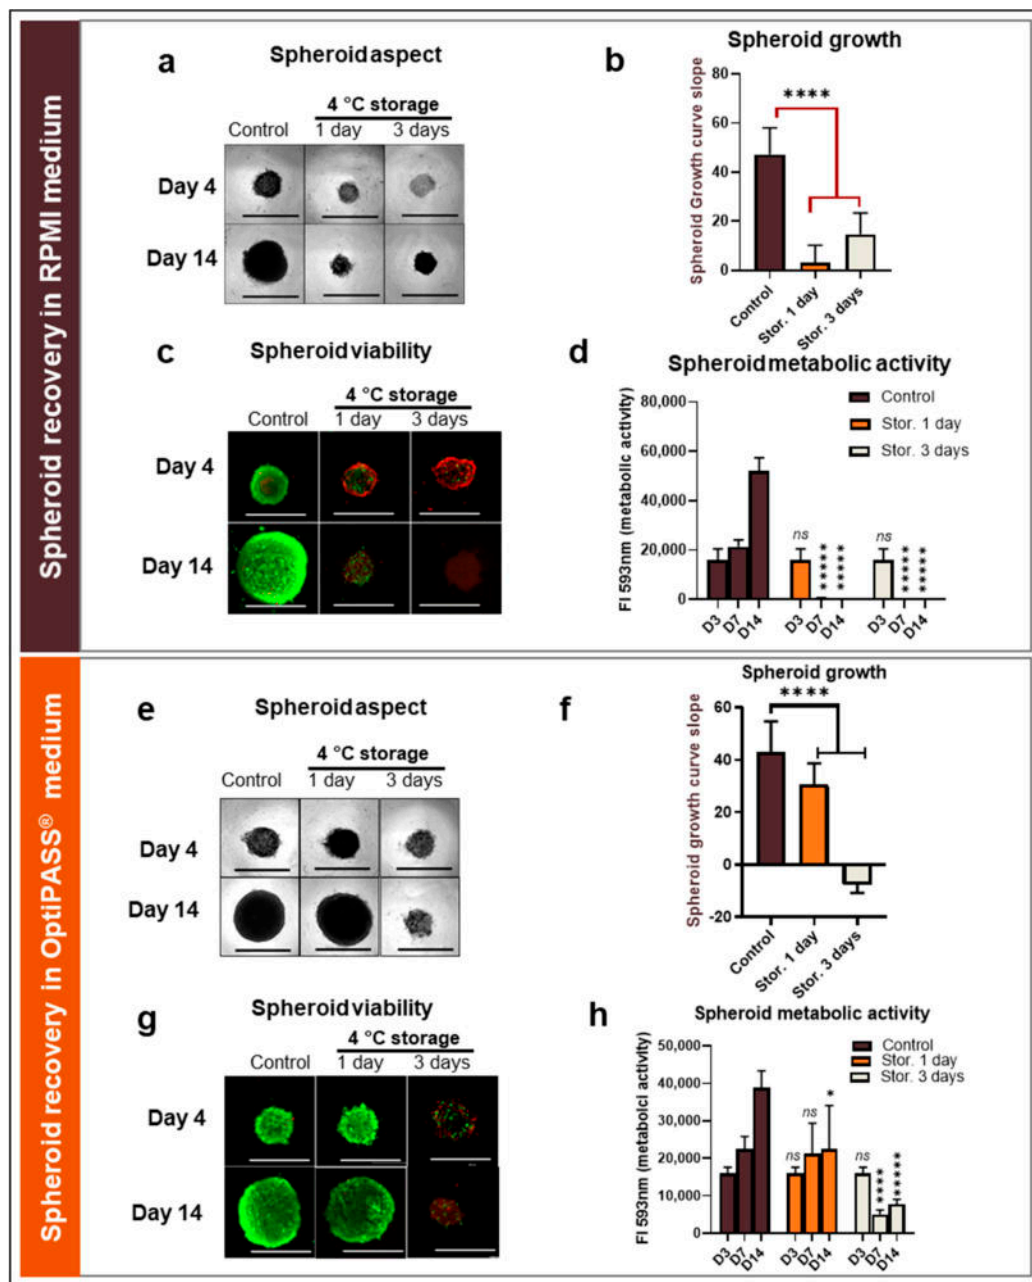 Spheroid recovery in RPMI medium
a
Spheroid aspect
4 °C storage
Control
1 day
3 days
Day 4
Day 14
b
Spheroid growth
Spheroid Growth curve slope
60
40
20
0
****
Control
Stor. 1 day
Stor. 3 days
c
Spheroid viability
4 °C storage
Control
1 day
3 days
Day 4
Day 14
d
Spheroid metabolic activity
FI 593nm (metabolic activity)
80,000
60,000
40,000
20,000
0
Control
Stor. 1 day
Stor. 3 days
ns
*****
*****
ns
*****
*****
D3
D7
D14
D3
D7
D14
D3
D7
D14
Spheroid recovery in OptiPASS® medium
e
Spheroid aspect
4 °C storage
Control
1 day
3 days
Day 4
Day 14
f
Spheroid growth
Spheroid growth curve slope
60
40
20
0
-20
****
Control
Stor. 1 day
Stor. 3 days
g
Spheroid viability
4 °C storage
Control
1 day
3 days
Day 4
Day 14
h
Spheroid metabolic activity
FI 593nm (metabolci activity)
50,000
40,000
30,000
20,000
10,000
0
Control
Stor. 1 day
Stor. 3 days
ns
ns
*
ns
****
*****
D3
D7
D14
D3
D7
D14
D3
D7
D14